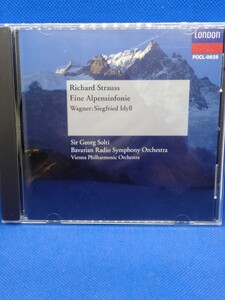 LONDON
POCL-9628
Richard Strauss
Eine Alpensinfonie
Wagner: Siegfried Idyll
Sir Georg Solti
Bavarian Radio Symphony Orchestra
Vienna Philharmonic Orchestra